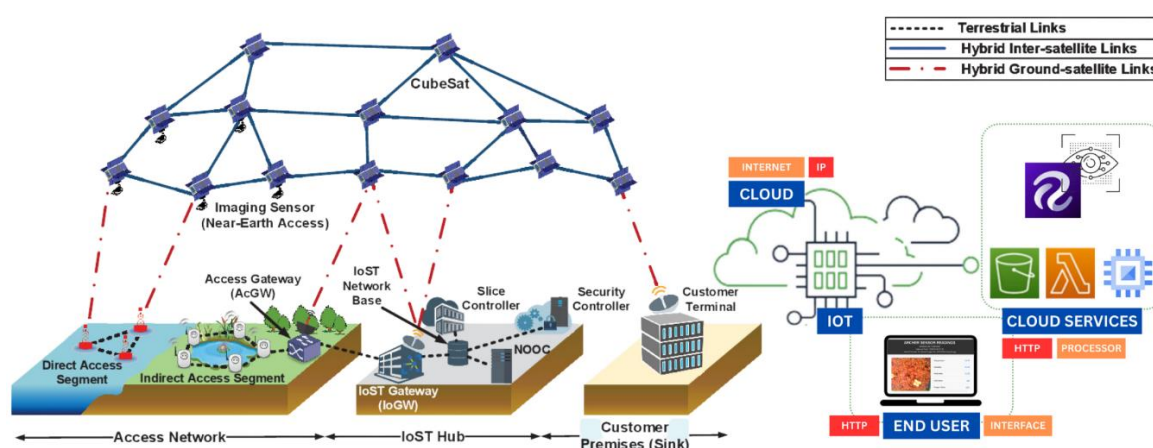 Terrestrial Links
Hybrid Inter-satellite Links
Hybrid Ground-satellite Links
CubeSat
Imaging Sensor
(Near-Earth Access)
Access Gateway
(AcGW)
IoST
Network
Base
Slice
Controller
Security
Controller
Customer
Terminal
NOOC
Direct Access
Segment
Indirect Access Segment
IoST Gateway
(IoGW)
Access Network
IoST Hub
Customer
Premises (Sink)
INTERNET
IP
CLOUD
IOT
CLOUD SERVICES
HTTP
PROCESSOR
HTTP
END USER
INTERFACE